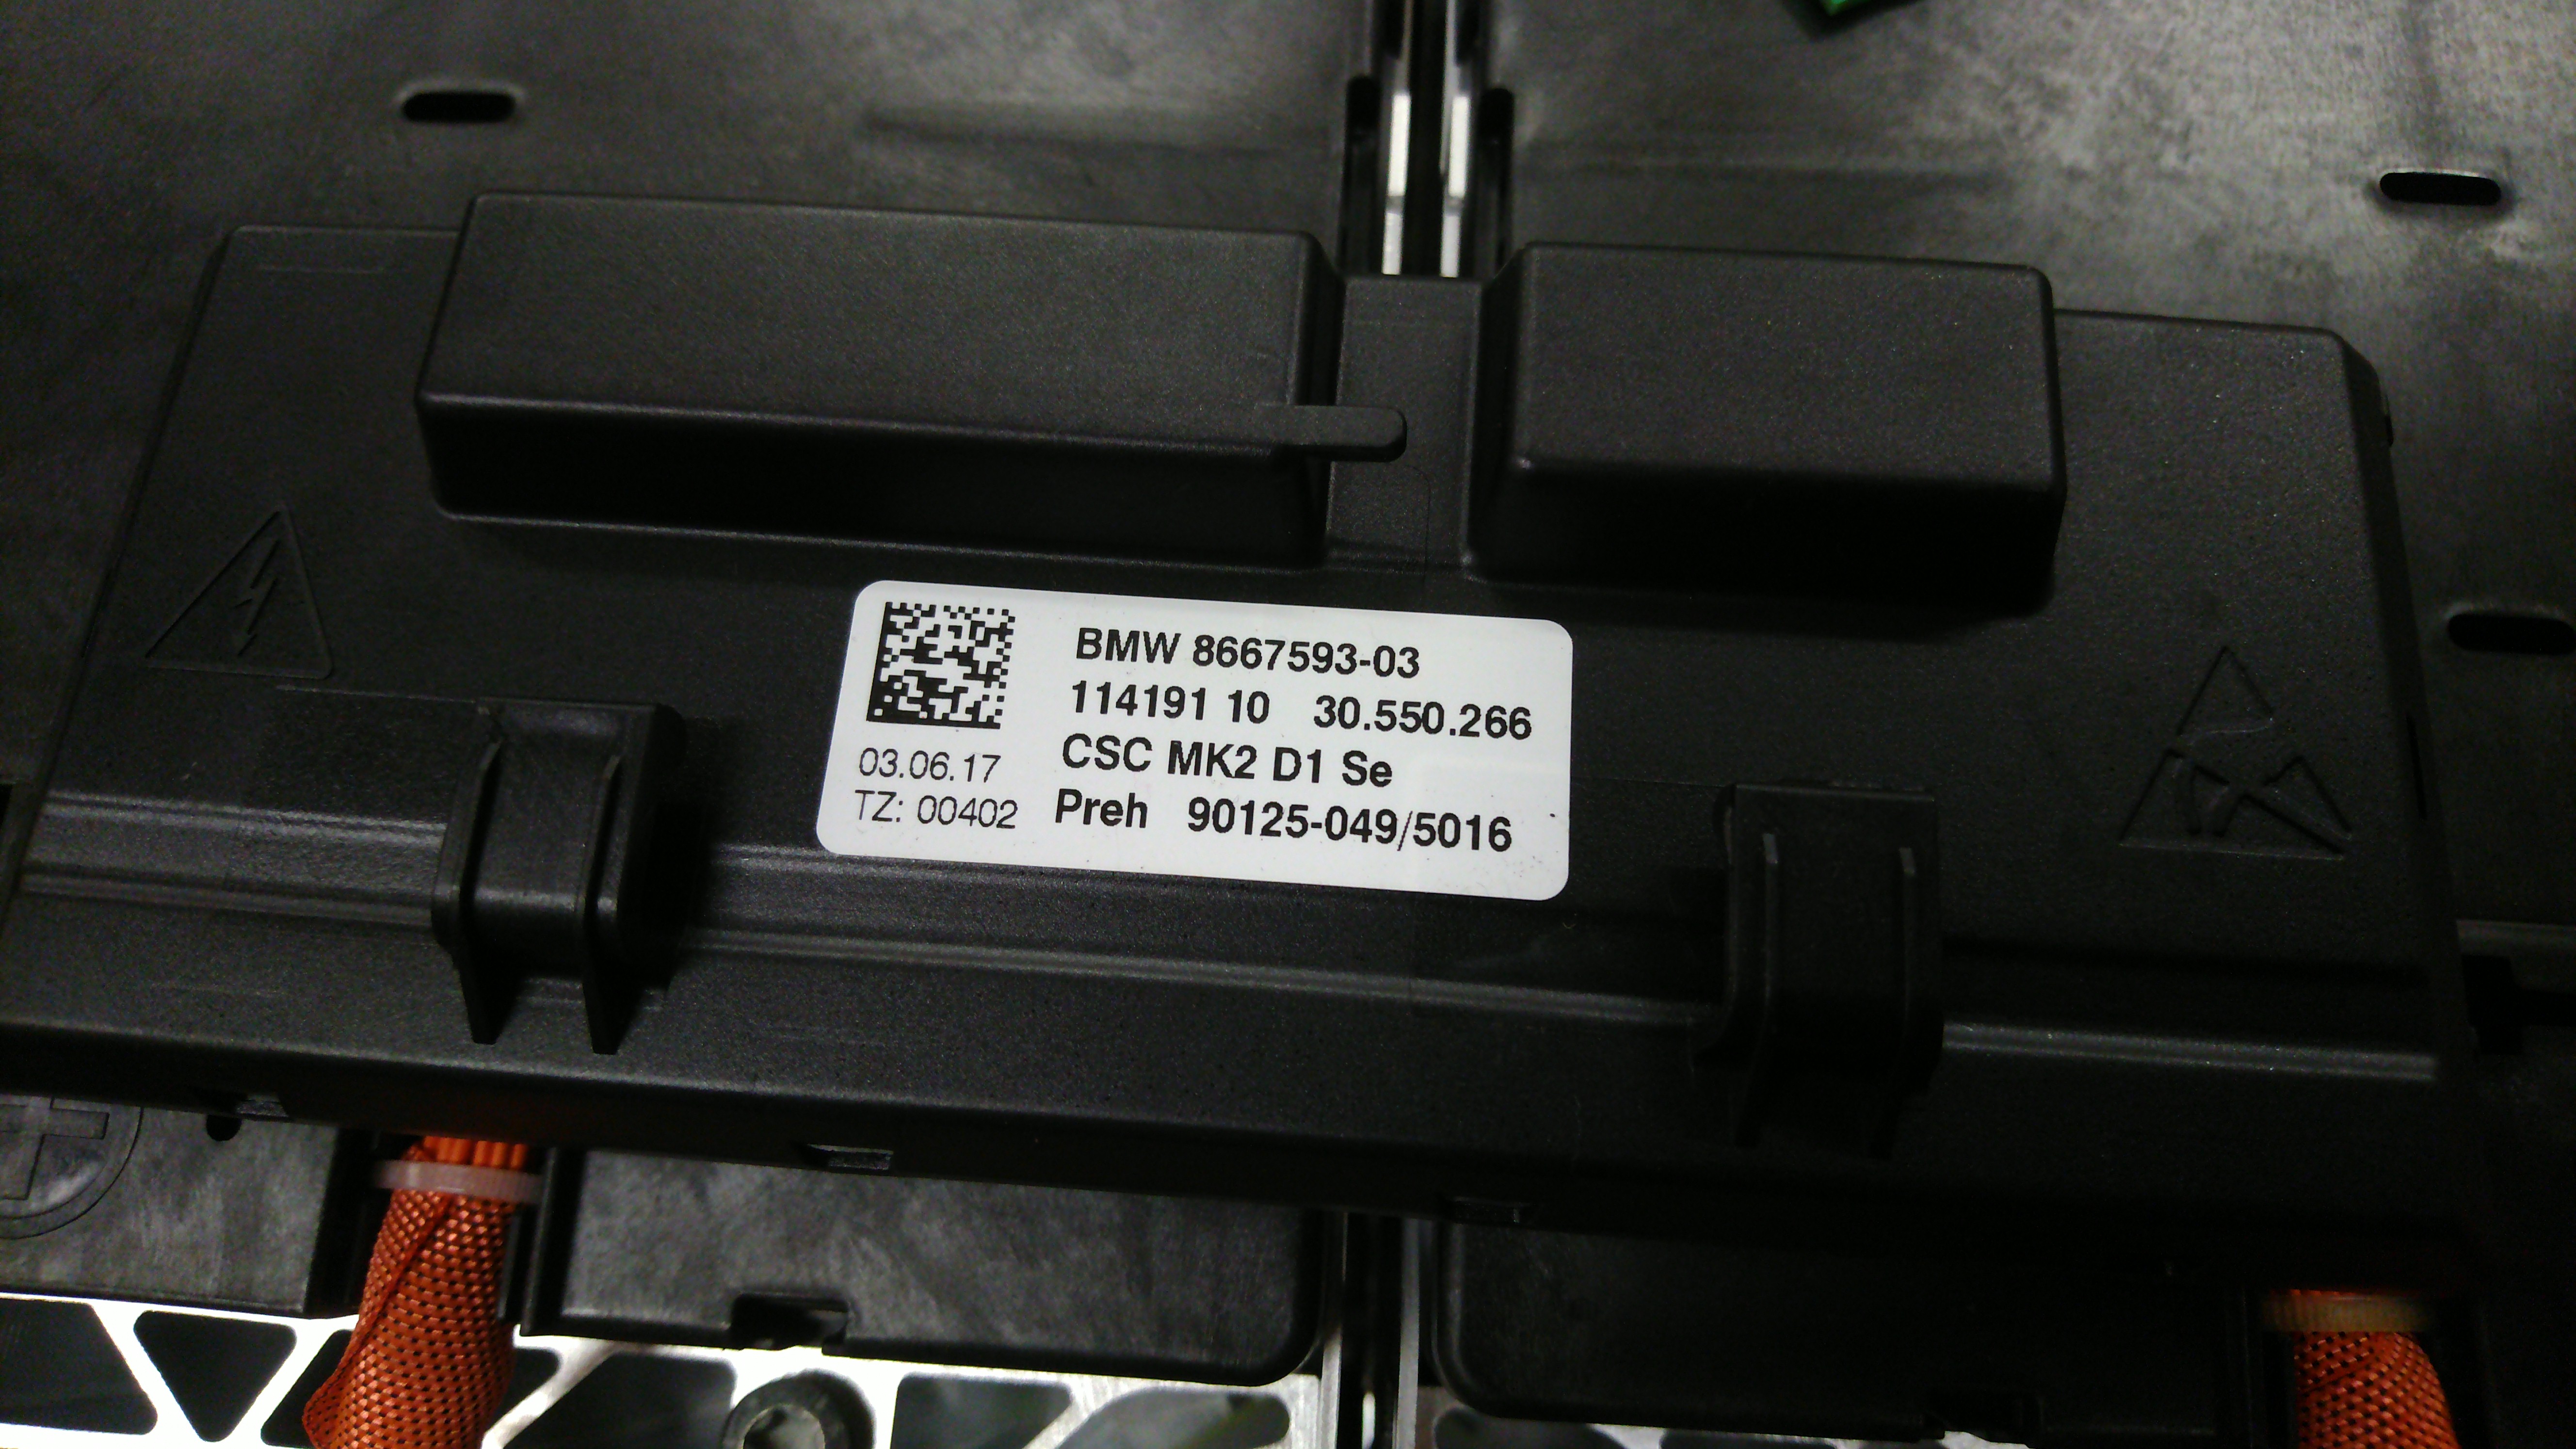 BMW 8667593-03
114191 10 30.550.266
CSC MK2 D1 Se
03.06.17
TZ: 00402
Preh 90125-049/5016